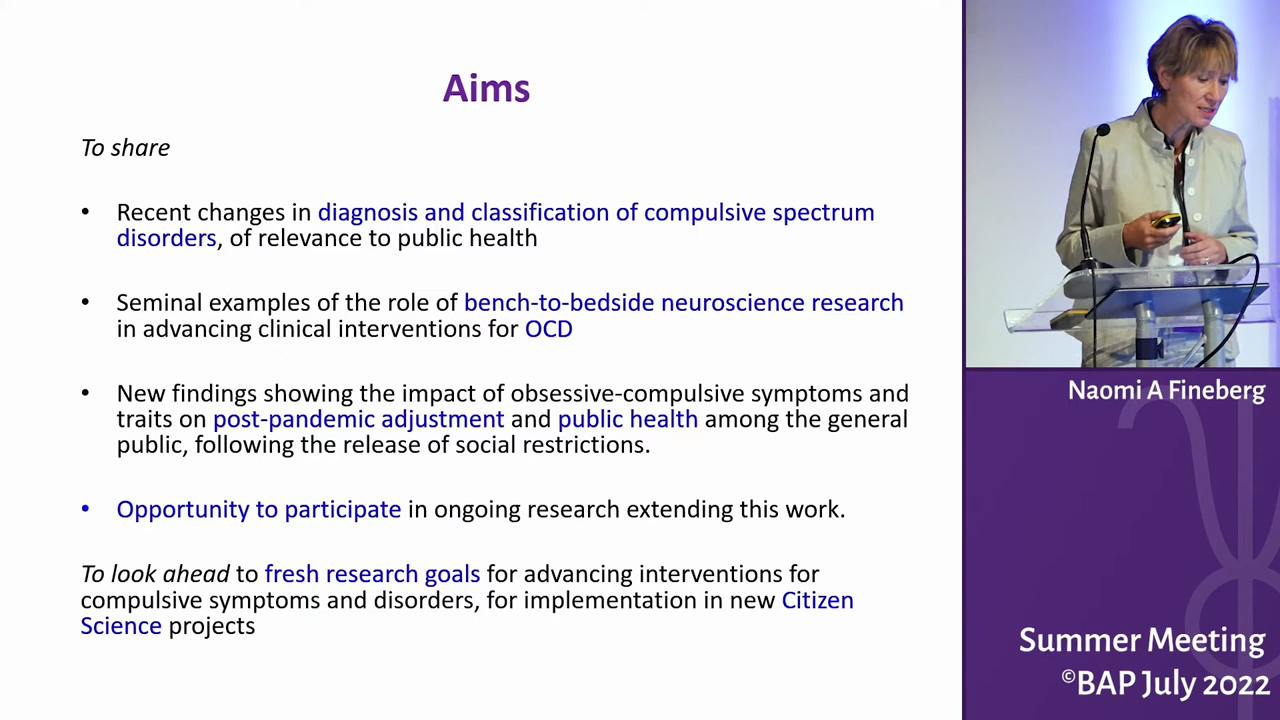 Aims
To share
• Recent changes in diagnosis and classification of compulsive spectrum
disorders, of relevance to public health
• Seminal examples of the role of bench-to-bedside neuroscience research
in advancing clinical interventions for OCD
• New findings showing the impact of obsessive-compulsive symptoms and
traits on post-pandemic adjustment and public health among the general
public, following the release of social restrictions.
• Opportunity to participate in ongoing research extending this work.
To look ahead to fresh research goals for advancing interventions for
compulsive symptoms and disorders, for implementation in new Citizen
Science projects
Naomi A Fineberg
Summer Meeting
©BAP July 2022